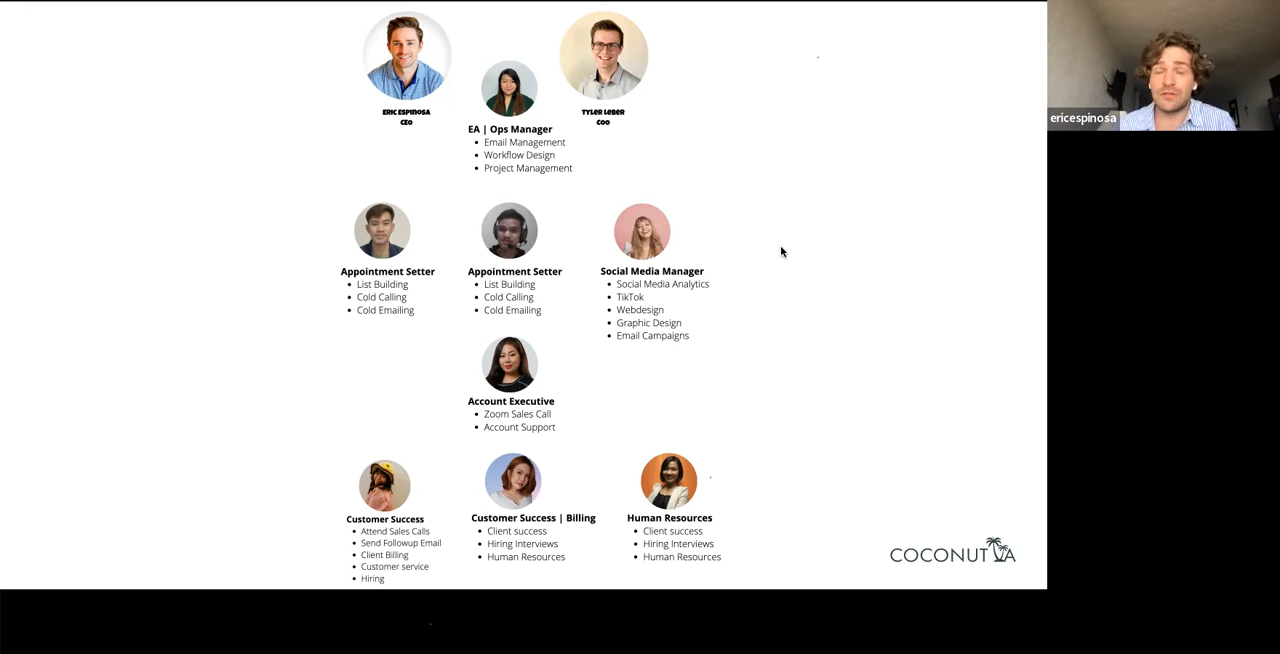 ERIC ESPINOSA
CEO
TYLER LEBER
COO
ericespinosa
EA | Ops Manager
Email Management
Workflow Design
Project Management
Appointment Setter
List Building
Cold Calling
Cold Emailing
Appointment Setter
List Building
Cold Calling
Cold Emailing
Social Media Manager
Social Media Analytics
TikTok
Webdesign
Graphic Design
Email Campaigns
Account Executive
Zoom Sales Call
Account Support
Customer Success
Attend Sales Calls
Send Followup Email
Client Billing
Customer service
Hiring
Customer Success | Billing
Client success
Hiring Interviews
Human Resources
Human Resources
Client success
Hiring Interviews
Human Resources
COCONUT VA